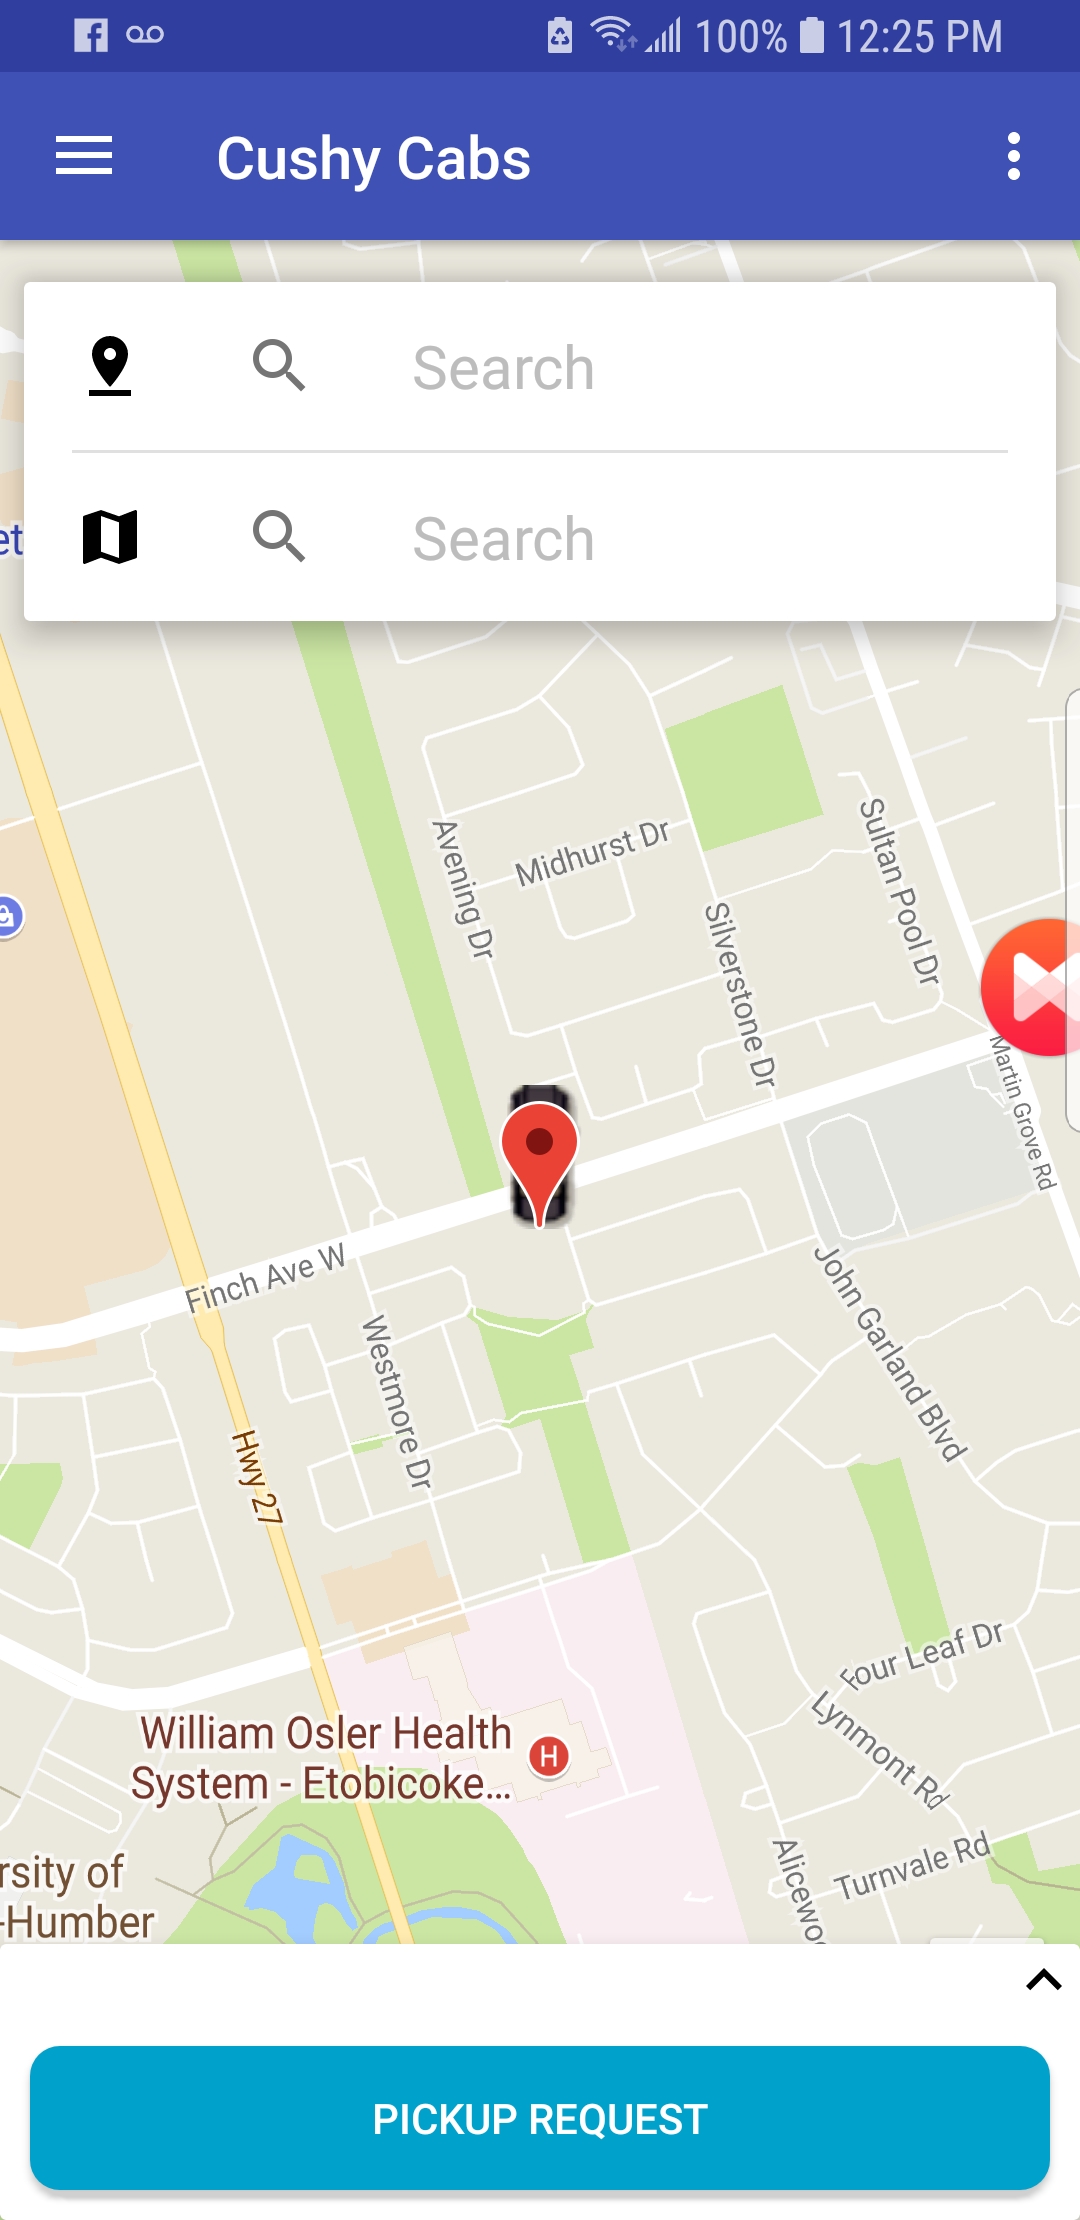 100% 12:25 PM
Cushy Cabs
Search
Search
et
Avening Dr
Midhurst Dr
Sultan Pool Dr
Silverstone Dr
Martin Grove Rd
Finch Ave W
John Garland Blvd
Westmore Dr
Hwy 27
Four Leaf Dr
Lynmont Rd
William Osler Health
System - Etobicoke...
H
Turnvale Rd
Alicewoo
rsity of
-Humber
PICKUP REQUEST